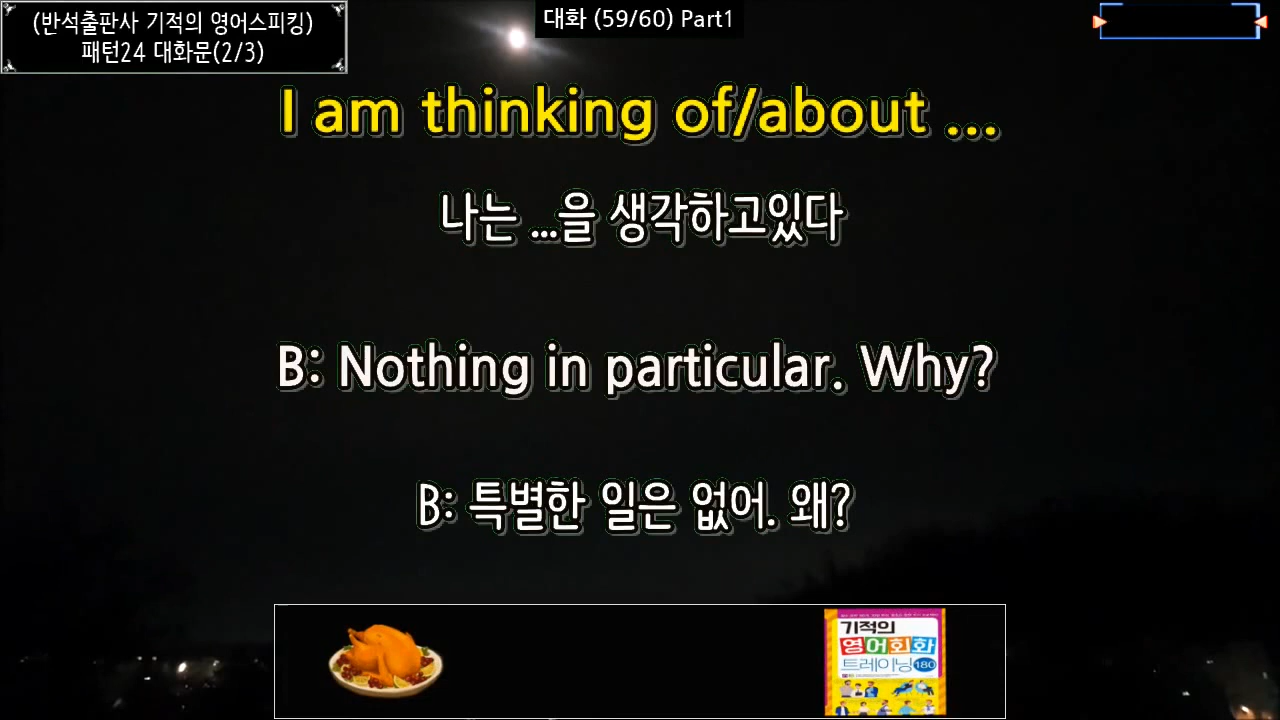 (반석출판사 기적의 영어스피킹)
패턴24 대화문(2/3)
대화 (59/60) Part1
I am thinking of/about ...
나는 ...을 생각하고있다
B: Nothing in particular. Why?
B: 특별한 일은 없어. 왜?
기적의
영어회화
트레이닝 180